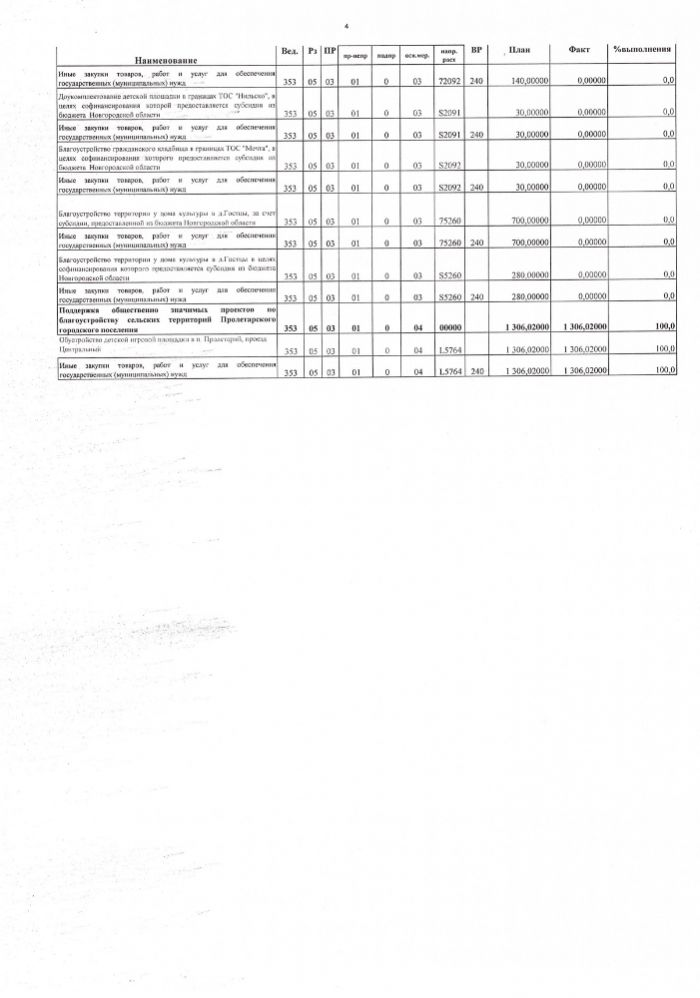 4
Наименование Вед. Рз ПР пр-непр подпр осн.мер. напр. расх ВР План Факт %выполнения
Иные закупки товаров, работ и услуг для обеспечения
государственных (муниципальных) нужд 353 05 03 01 0 03 72092 240 140,00000 0,00000 0,0
Доукомплектование детской площадки в границах ТОС "Нильско", в
целях софинансирования которой предоставляется субсидия из
бюджета Новгородской области 353 05 03 01 0 03 S2091 30,00000 0,00000 0,0
Иные закупки товаров, работ и услуг для обеспечения
государственных (муниципальных) нужд 353 05 03 01 0 03 S2091 240 30,00000 0,00000 0,0
Благоустройство гражданского кладбища в границах ТОС "Мечта", в
целях софинансирования которого предоставляется субсидия из
бюджета Новгородской области 353 05 03 01 0 03 S2092 30,00000 0,00000 0,0
Иные закупки товаров, работ и услуг для обеспечения
государственных (муниципальных) нужд 353 05 03 01 0 03 S2092 240 30,00000 0,00000 0,0
Благоустройство территории у дома культуры в д.Гостцы, за счет
субсидии, предоставленной из бюджета Новгородской области 353 05 03 01 0 03 75260 700,00000 0,00000 0,0
Иные закупки товаров, работ и услуг для обеспечения
государственных (муниципальных) нужд 353 05 03 01 0 03 75260 240 700,00000 0,00000 0,0
Благоустройство территории у дома культуры в д.Гостцы в целях
софинансирования которого предоставляется субсидия из бюджета
Новгородской области 353 05 03 01 0 03 S5260 280,00000 0,00000 0,0
Иные закупки товаров, работ и услуг для обеспечения
государственных (муниципальных) нужд 353 05 03 01 0 03 S5260 240 280,00000 0,00000 0,0
Поддержка общественно значимых проектов по
благоустройству сельских территорий Пролетарского
городского поселения 353 05 03 01 0 04 00000 1 306,02000 1 306,02000 100,0
Обустройство детской игровой площадки в п. Пролетарий, проезд
Центральный 353 05 03 01 0 04 L5764 1 306,02000 1 306,02000 100,0
Иные закупки товаров, работ и услуг для обеспечения
государственных (муниципальных) нужд 353 05 03 01 0 04 L5764 240 1 306,02000 1 306,02000 100,0